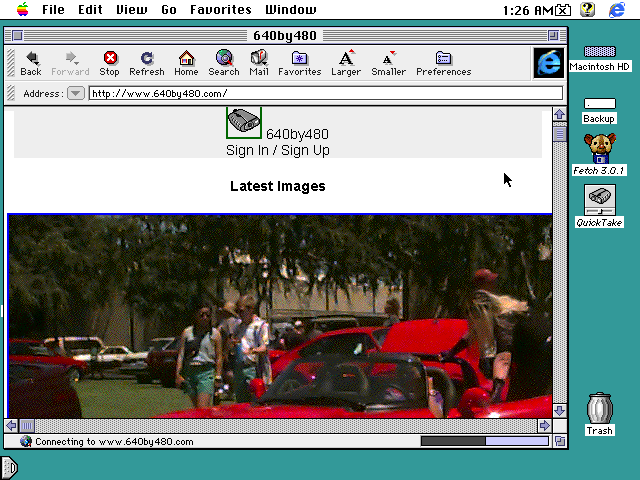 File Edit View Go Favorites Window 1:26 AM
640by480
Back Forward Stop Refresh Home Search Mail Favorites Larger Smaller Preferences
Address: http://www.640by480.com/
640by480
Sign In / Sign Up
Latest Images
Connecting to www.640by480.com
Macintosh HD
Backup
Fetch 3.0.1
QuickTake
Trash